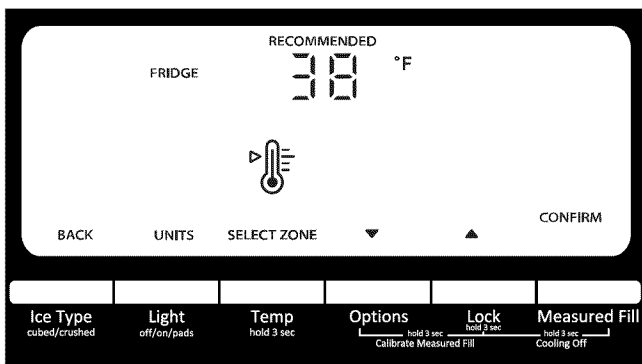 RECOMMENDED
FRIDGE 38 °F
BACK UNITS SELECT ZONE CONFIRM
Ice Type Light Temp Options Lock Measured Fill
cubed/crushed off/on/pads hold 3 sec hold 3 sec hold 3 sec hold 3 sec
Calibrate Measured Fill Cooling Off